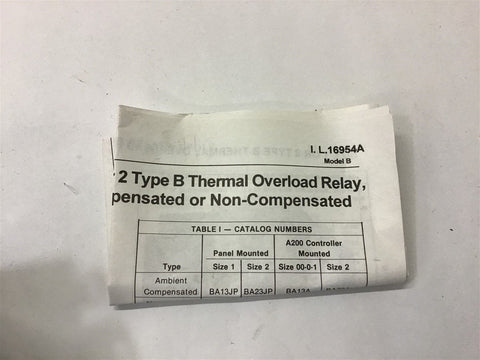 I. L. 16954A
Model B
2 Type B Thermal Overload Relay,
pensated or Non-Compensated
TABLE I — CATALOG NUMBERS
Type Panel Mounted A200 Controller Mounted
Size 1 Size 2 Size 00-0-1 Size 2
Ambient
Compensated BA13JP BA23JP BA13A